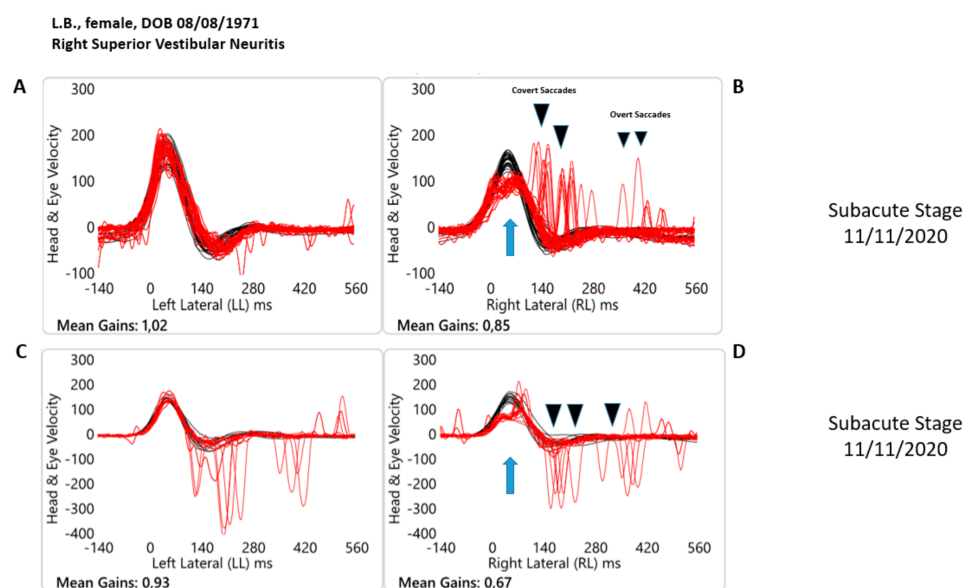 L.B., female, DOB 08/08/1971
Right Superior Vestibular Neuritis
A
300
200
100
0
-100
-140 0 140 280 420 560
Head & Eye Velocity
Left Lateral (LL) ms
Mean Gains: 1,02
B
300
200
100
0
-100
-140 0 140 280 420 560
Head & Eye Velocity
Covert Saccades
Overt Saccades
Right Lateral (RL) ms
Mean Gains: 0,85
Subacute Stage
11/11/2020
C
300
200
100
0
-100
-200
-300
-400
-140 0 140 280 420 560
Head & Eye Velocity
Left Lateral (LL) ms
Mean Gains: 0,93
D
300
200
100
0
-100
-200
-300
-400
-140 0 140 280 420 560
Head & Eye Velocity
Right Lateral (RL) ms
Mean Gains: 0,67
Subacute Stage
11/11/2020